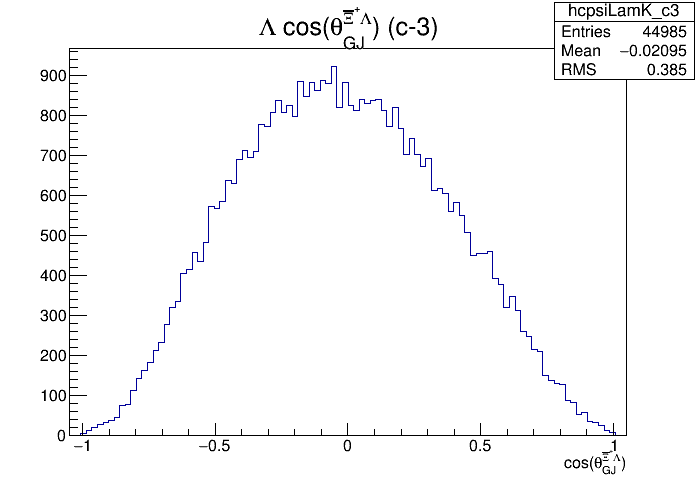 Λ cos(θ_GJ^Ξ̅⁺Λ) (c-3)
hcpsiLamK_c3
Entries 44985
Mean −0.02095
RMS 0.385
900
800
700
600
500
400
300
200
100
0
−1 −0.5 0 0.5 1
cos(θ_GJ^Ξ̅⁺Λ)